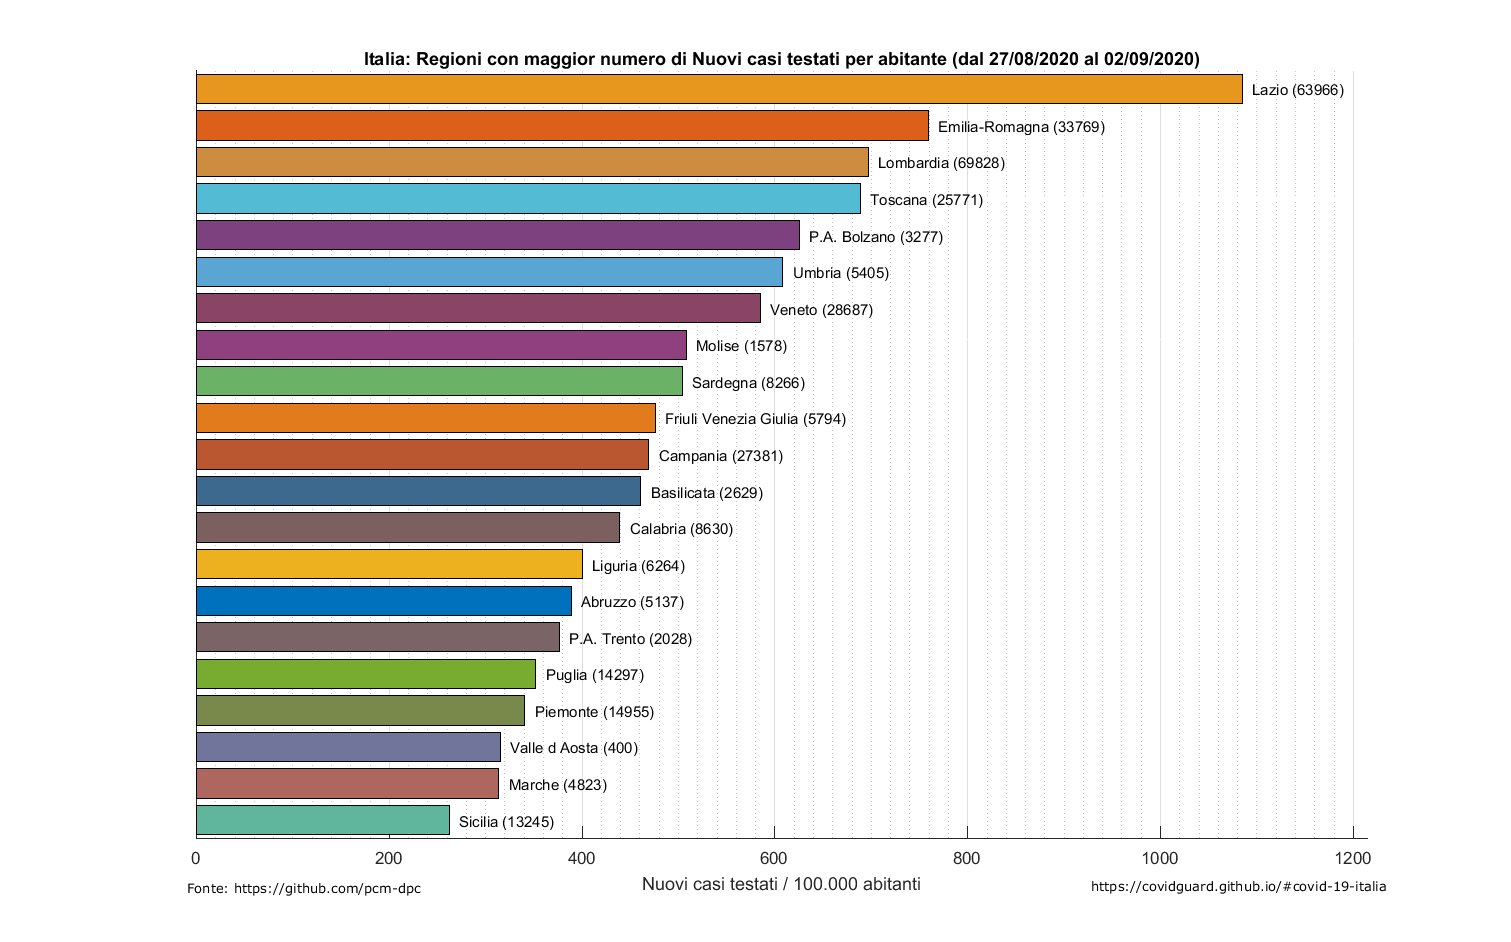 Italia: Regioni con maggior numero di Nuovi casi testati per abitante (dal 27/08/2020 al 02/09/2020)
Lazio (63966)
Emilia-Romagna (33769)
Lombardia (69828)
Toscana (25771)
P.A. Bolzano (3277)
Umbria (5405)
Veneto (28687)
Molise (1578)
Sardegna (8266)
Friuli Venezia Giulia (5794)
Campania (27381)
Basilicata (2629)
Calabria (8630)
Liguria (6264)
Abruzzo (5137)
P.A. Trento (2028)
Puglia (14297)
Piemonte (14955)
Valle d Aosta (400)
Marche (4823)
Sicilia (13245)
0 200 400 600 800 1000 1200
Nuovi casi testati / 100.000 abitanti
Fonte: https://github.com/pcm-dpc
https://covidguard.github.io/#covid-19-italia